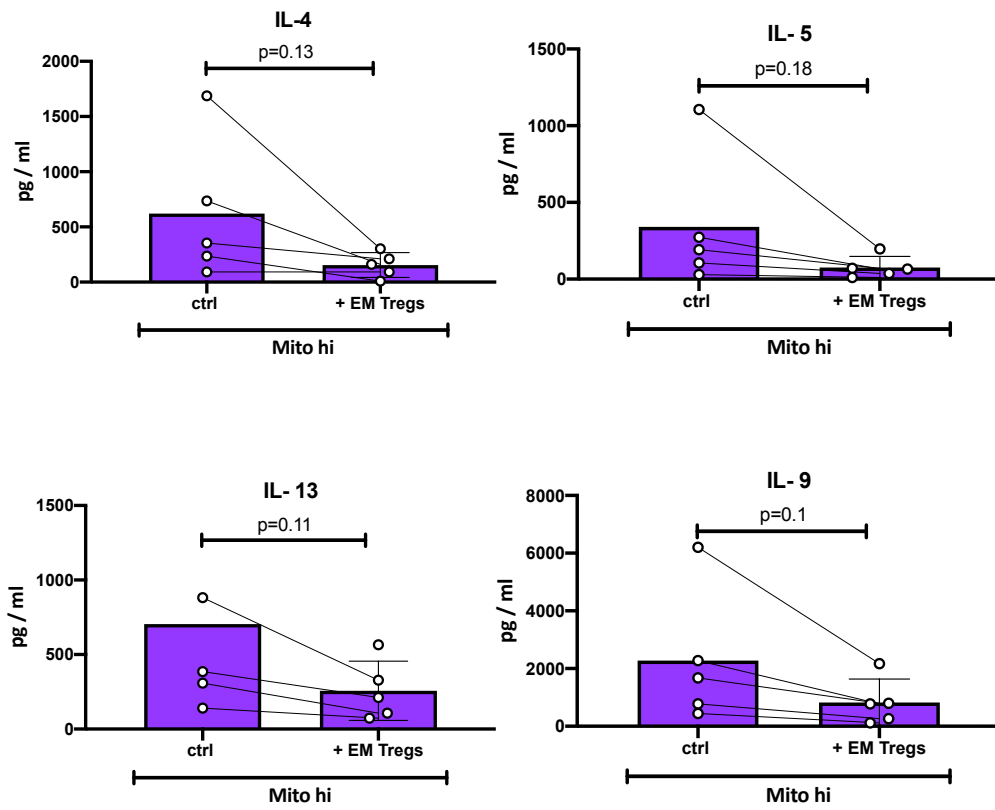 IL-4
p=0.13
2000
1500
1000
500
0
pg / ml
ctrl
+ EM Tregs
Mito hi
IL- 5
p=0.18
1500
1000
500
0
pg / ml
ctrl
+ EM Tregs
Mito hi
IL- 13
p=0.11
1500
1000
500
0
pg / ml
ctrl
+ EM Tregs
Mito hi
IL- 9
p=0.1
8000
6000
4000
2000
0
pg / ml
ctrl
+ EM Tregs
Mito hi